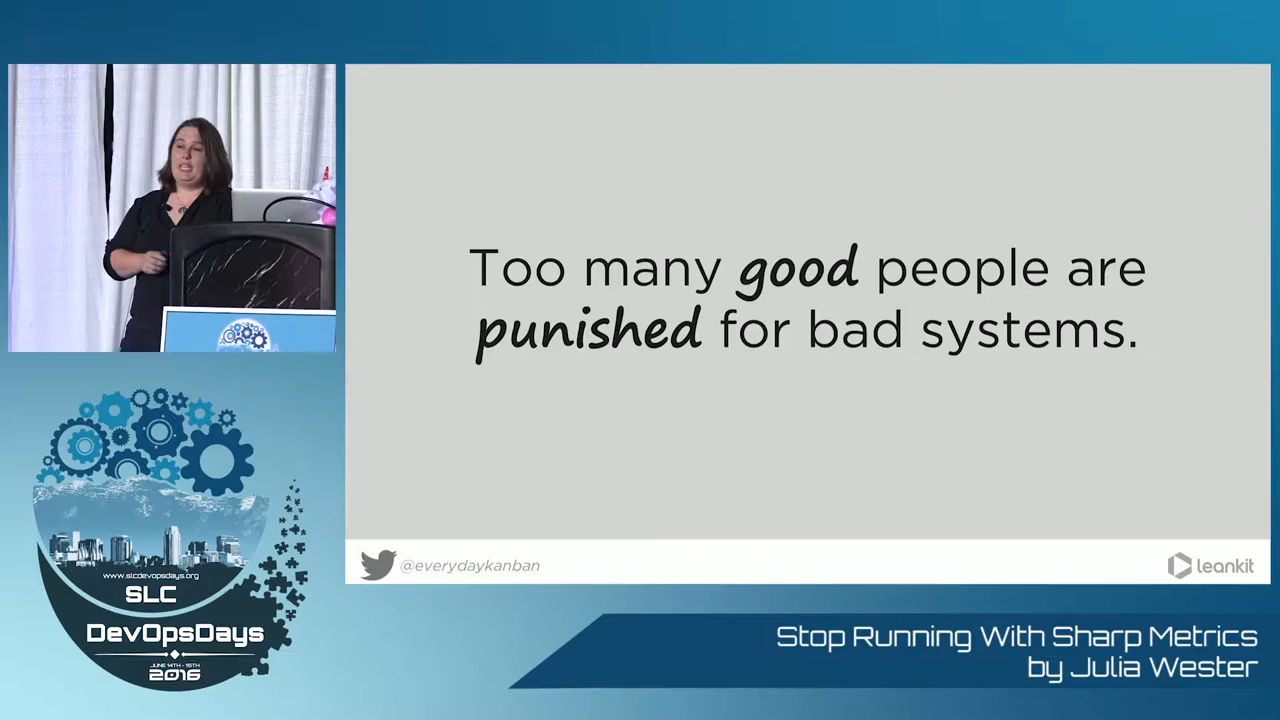 Too many good people are
punished for bad systems.
@everydaykanban
leankit
www.slcdevopsdays.org
SLC
DevOpsDays
JUNE 14TH - 15TH
2016
Stop Running With Sharp Metrics
by Julia Wester